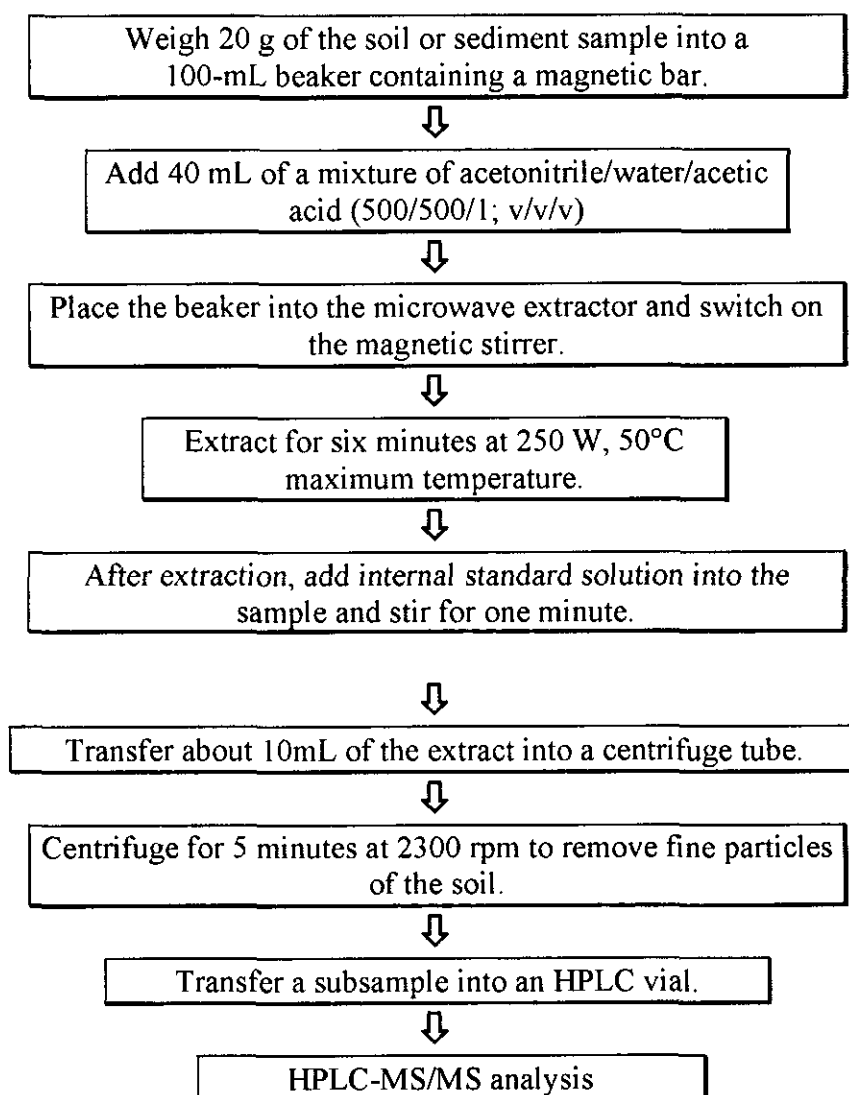 Weigh 20 g of the soil or sediment sample into a
100-mL beaker containing a magnetic bar.
Add 40 mL of a mixture of acetonitrile/water/acetic
acid (500/500/1; v/v/v)
Place the beaker into the microwave extractor and switch on
the magnetic stirrer.
Extract for six minutes at 250 W, 50°C
maximum temperature.
After extraction, add internal standard solution into the
sample and stir for one minute.
Transfer about 10mL of the extract into a centrifuge tube.
Centrifuge for 5 minutes at 2300 rpm to remove fine particles
of the soil.
Transfer a subsample into an HPLC vial.
HPLC-MS/MS analysis